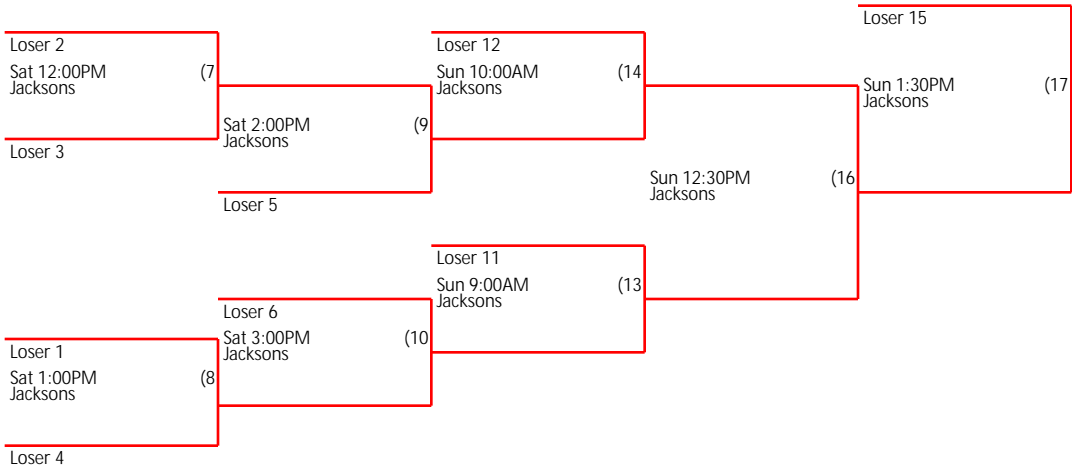 Loser 15
Loser 2
Loser 12
Sat 12:00PM (7
Jacksons
Sun 10:00AM (14
Jacksons
Sun 1:30PM (17
Jacksons
Sat 2:00PM (9
Jacksons
Loser 3
Sun 12:30PM (16
Jacksons
Loser 5
Loser 11
Sun 9:00AM (13
Jacksons
Loser 6
Sat 3:00PM (10
Jacksons
Loser 1
Sat 1:00PM (8
Jacksons
Loser 4